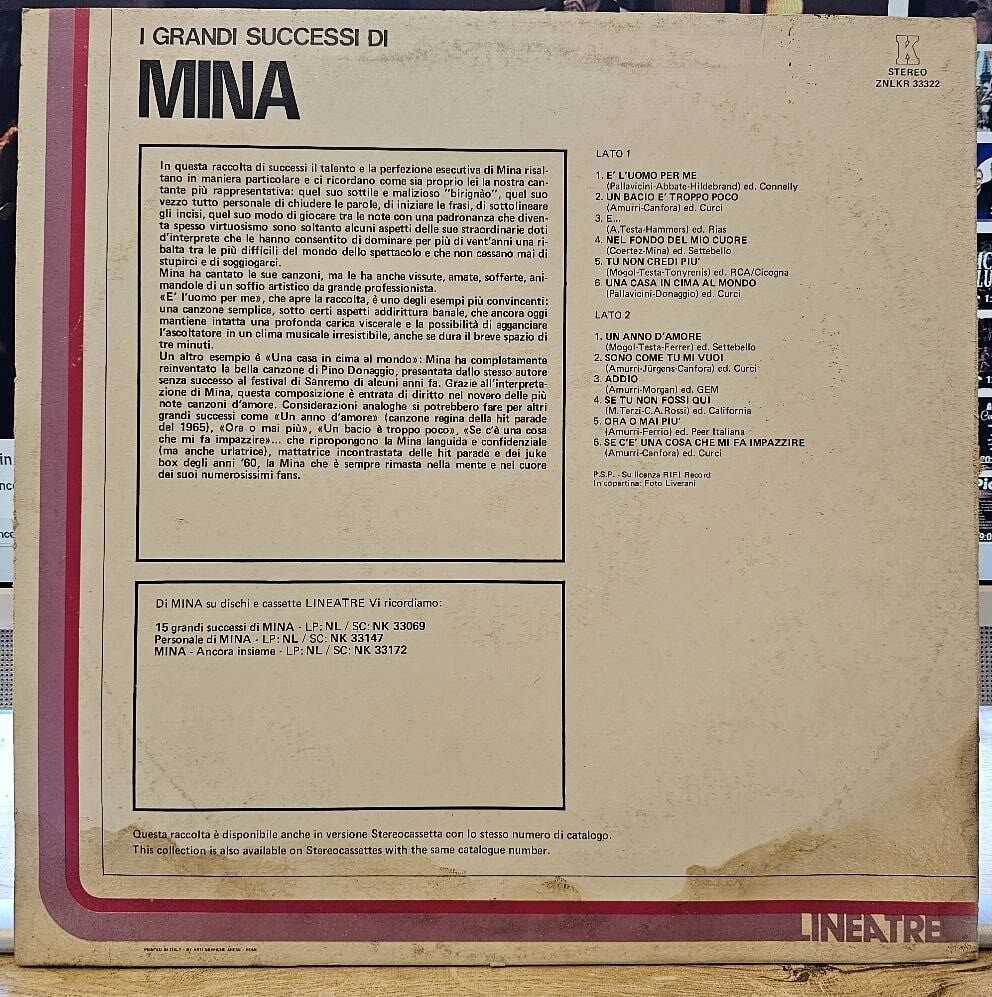 I GRANDI SUCCESSI DI
MINA
K
STEREO
ZNLKR 33322
In questa raccolta di successi il talento e la perfezione esecutiva di Mina risal-
tano in maniera particolare e ci ricordano come sia proprio lei la nostra can-
tante più rappresentativa: quel suo sottile e malizioso "birignào", quel suo
vezzo tutto personale di chiudere le parole, di iniziare le frasi, di sottolineare
gli incisi, quel suo modo di giocare tra le note con una padronanza che diven-
ta spesso virtuosismo sono soltanto alcuni aspetti delle sue straordinarie doti
d'interprete che le hanno consentito di dominare per più di vent'anni una ri-
balta tra le più difficili del mondo dello spettacolo e che non cessano mai di
stupirci e di soggiogarci.
Mina ha cantato le sue canzoni, ma le ha anche vissute, amate, sofferte, ani-
mandole di un soffio artistico da grande professionista.
«E' l'uomo per me», che apre la raccolta, è uno degli esempi più convincenti:
una canzone semplice, sotto certi aspetti addirittura banale, che ancora oggi
mantiene intatta una profonda carica viscerale e la possibilità di agganciare
l'ascoltatore in un clima musicale irresistibile, anche se dura il breve spazio di
tre minuti.
Un altro esempio è «Una casa in cima al mondo»: Mina ha completamente
reinventato la bella canzone di Pino Donaggio, presentata dallo stesso autore
senza successo al festival di Sanremo di alcuni anni fa. Grazie all'interpreta-
zione di Mina, questa composizione è entrata di diritto nel novero delle più
note canzoni d'amore. Considerazioni analoghe si potrebbero fare per altri
grandi successi come «Un anno d'amore» (canzone regina della hit parade
del 1965), «Ora o mai più», «Un bacio è troppo poco», «Se c'è una cosa
che mi fa impazzire»... che ripropongono la Mina languida e confidenziale
(ma anche urlatrice), mattatrice incontrastata delle hit parade e dei juke
box degli anni '60, la Mina che è sempre rimasta nella mente e nel cuore
dei suoi numerosissimi fans.
LATO 1
1. E' L'UOMO PER ME
(Pallavicini-Abbate-Hildebrand) ed. Connelly
2. UN BACIO E' TROPPO POCO
(Amurri-Canfora) ed. Curci
3. E...
(A.Testa-Hammers) ed. Rias
4. NEL FONDO DEL MIO CUORE
(Coertez-Mina) ed. Settebello
5. TU NON CREDI PIU'
(Mogol-Testa-Tonyrenis) ed. RCA/Cicogna
6. UNA CASA IN CIMA AL MONDO
(Pallavicini-Donaggio) ed. Curci
LATO 2
1. UN ANNO D'AMORE
(Mogol-Testa-Ferrer) ed. Settebello
2. SONO COME TU MI VUOI
(Amurri-Jürgens-Canfora) ed. Curci
3. ADDIO
(Amurri-Morgan) ed. GEM
4. SE TU NON FOSSI QUI
(M.Terzi-C.A.Rossi) ed. California
5. ORA O MAI PIU'
(Amurri-Ferrio) ed. Peer Italiana
6. SE C'E' UNA COSA CHE MI FA IMPAZZIRE
(Amurri-Canfora) ed. Curci
P.S.P. - Su licenza RIFI Record
In copertina: Foto Liverani
Di MINA su dischi e cassette LINEATRE Vi ricordiamo:
15 grandi successi di MINA - LP: NL / SC: NK 33069
Personale di MINA - LP: NL / SC: NK 33147
MINA - Ancora insieme - LP: NL / SC: NK 33172
Questa raccolta è disponibile anche in versione Stereocassetta con lo stesso numero di catalogo.
This collection is also available on Stereocassettes with the same catalogue number.
LINEATRE
PRINTED IN ITALY - BY ARTI GRAFICHE